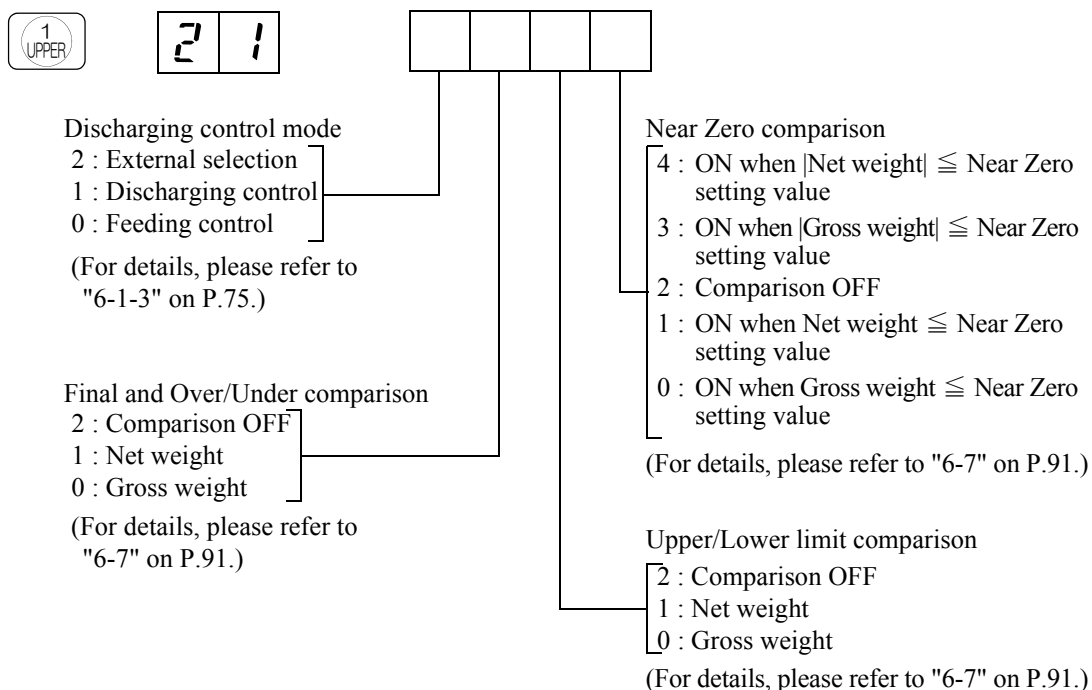 1
UPPER
2 1
Discharging control mode
2 : External selection
1 : Discharging control
0 : Feeding control
(For details, please refer to
"6-1-3" on P.75.)
Final and Over/Under comparison
2 : Comparison OFF
1 : Net weight
0 : Gross weight
(For details, please refer to
"6-7" on P.91.)
Near Zero comparison
4 : ON when |Net weight| ≦ Near Zero
setting value
3 : ON when |Gross weight| ≦ Near Zero
setting value
2 : Comparison OFF
1 : ON when Net weight ≦ Near Zero
setting value
0 : ON when Gross weight ≦ Near Zero
setting value
(For details, please refer to "6-7" on P.91.)
Upper/Lower limit comparison
2 : Comparison OFF
1 : Net weight
0 : Gross weight
(For details, please refer to "6-7" on P.91.)